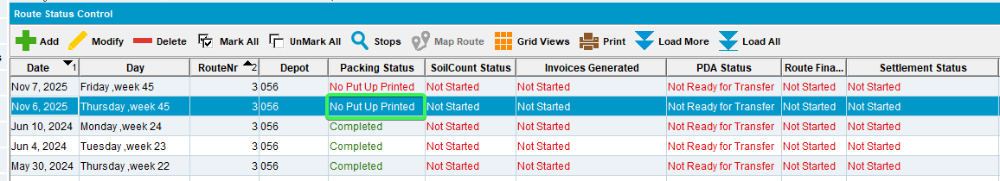 Route Status Control
Add Modify Delete Mark All UnMark All Stops Map Route Grid Views Print Load More Load All
Date 1 Day RouteNr 2 Depot Packing Status SoilCount Status Invoices Generated PDA Status Route Fina... Settlement Status
Nov 7, 2025 Friday ,week 45 3 056 No Put Up Printed Not Started Not Started Not Ready for Transfer Not Started Not Started
Nov 6, 2025 Thursday ,week 45 3 056 No Put Up Printed Not Started Not Started Not Ready for Transfer Not Started Not Started
Jun 10, 2024 Monday ,week 24 3 056 Completed Not Started Not Started Not Ready for Transfer Not Started Not Started
Jun 4, 2024 Tuesday ,week 23 3 056 Completed Not Started Not Started Not Ready for Transfer Not Started Not Started
May 30, 2024 Thursday ,week 22 3 056 Completed Not Started Not Started Not Ready for Transfer Not Started Not Started